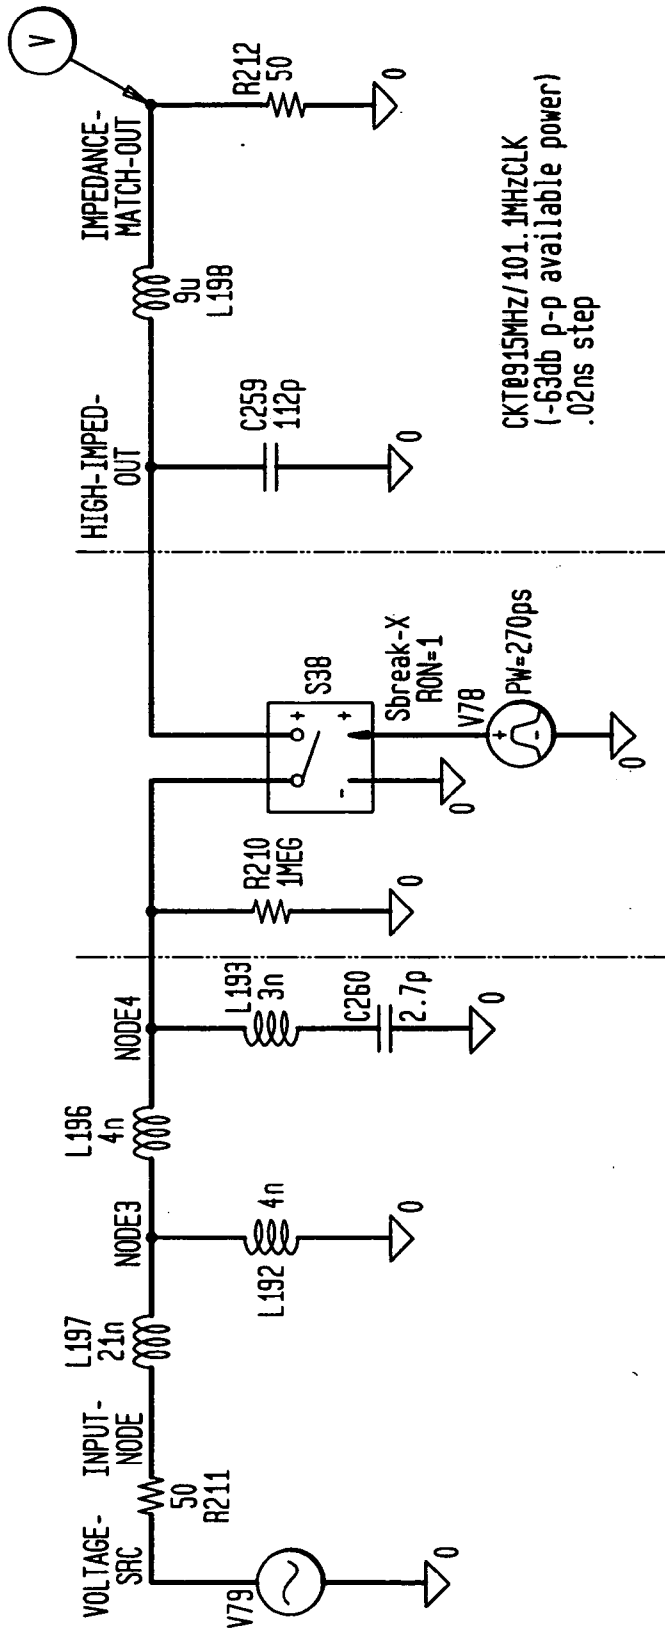 VOLTAGE-
SRC
V79
0
50
R211
INPUT-
NODE
L197
21n
NODE3
L192
4n
0
L196
4n
NODE4
L193
3n
C260
2.7p
0
R210
1MEG
0
S38
+
+
-
Sbreak-X
RON=1
0
V78
+
-
PW=270ps
0
HIGH-IMPED-
OUT
C259
112p
0
9u
L198
IMPEDANCE-
MATCH-OUT
V
R212
50
0
CKT@915MHz/101.1MHzCLK
(-63db p-p available power)
.02ns step